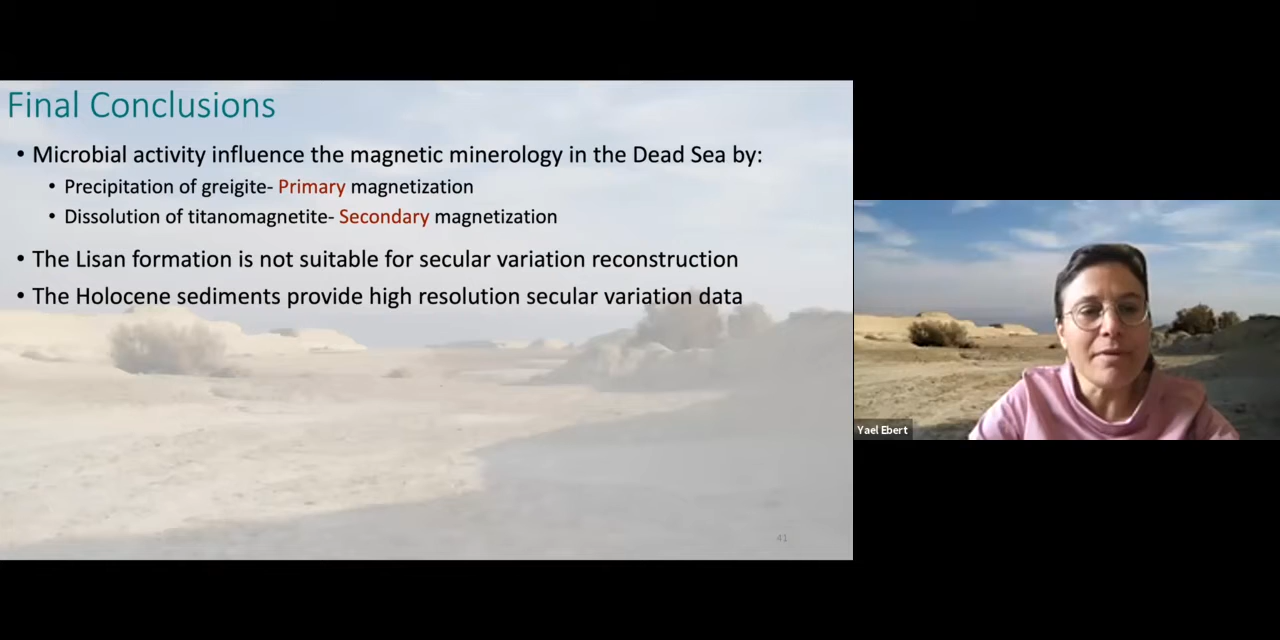 Final Conclusions
• Microbial activity influence the magnetic minerology in the Dead Sea by:
• Precipitation of greigite- Primary magnetization
• Dissolution of titanomagnetite- Secondary magnetization
• The Lisan formation is not suitable for secular variation reconstruction
• The Holocene sediments provide high resolution secular variation data
41
Yael Ebert